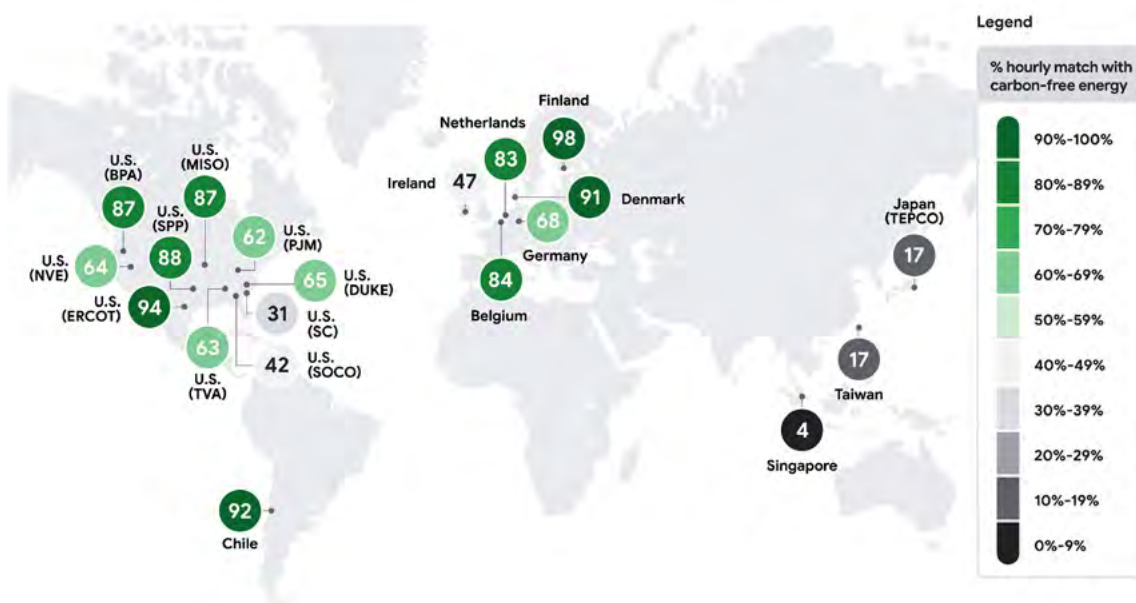 Legend
% hourly match with
carbon-free energy
90%-100%
80%-89%
70%-79%
60%-69%
50%-59%
40%-49%
30%-39%
20%-29%
10%-19%
0%-9%
U.S.
(BPA)
87
U.S.
(MISO)
87
U.S.
(SPP)
88
U.S.
(NVE)
64
U.S.
(ERCOT)
94
U.S.
(TVA)
63
62
U.S.
(PJM)
65
U.S.
(DUKE)
31
U.S.
(SC)
42
U.S.
(SOCO)
92
Chile
Ireland
47
Netherlands
83
Finland
98
91
Denmark
68
Germany
84
Belgium
Japan
(TEPCO)
17
17
Taiwan
4
Singapore